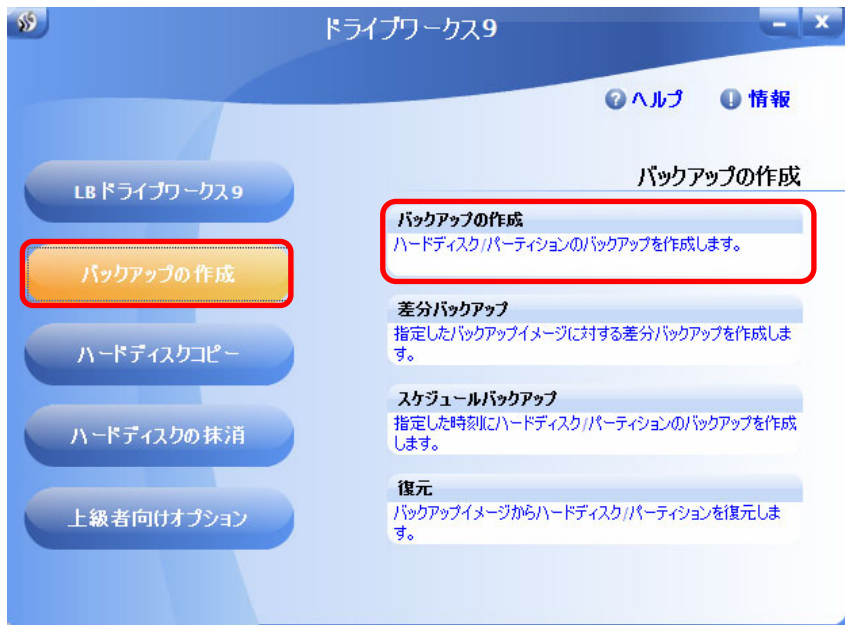 ドライブワークス9
ヘルプ
情報
バックアップの作成
LBドライブワークス9
バックアップの作成
ハードディスクコピー
ハードディスクの抹消
上級者向けオプション
バックアップの作成
ハードディスク/パーティションのバックアップを作成します。
差分バックアップ
指定したバックアップイメージに対する差分バックアップを作成しま
す。
スケジュールバックアップ
指定した時刻にハードディスク/パーティションのバックアップを作成
します。
復元
バックアップイメージからハードディスク/パーティションを復元しま
す。